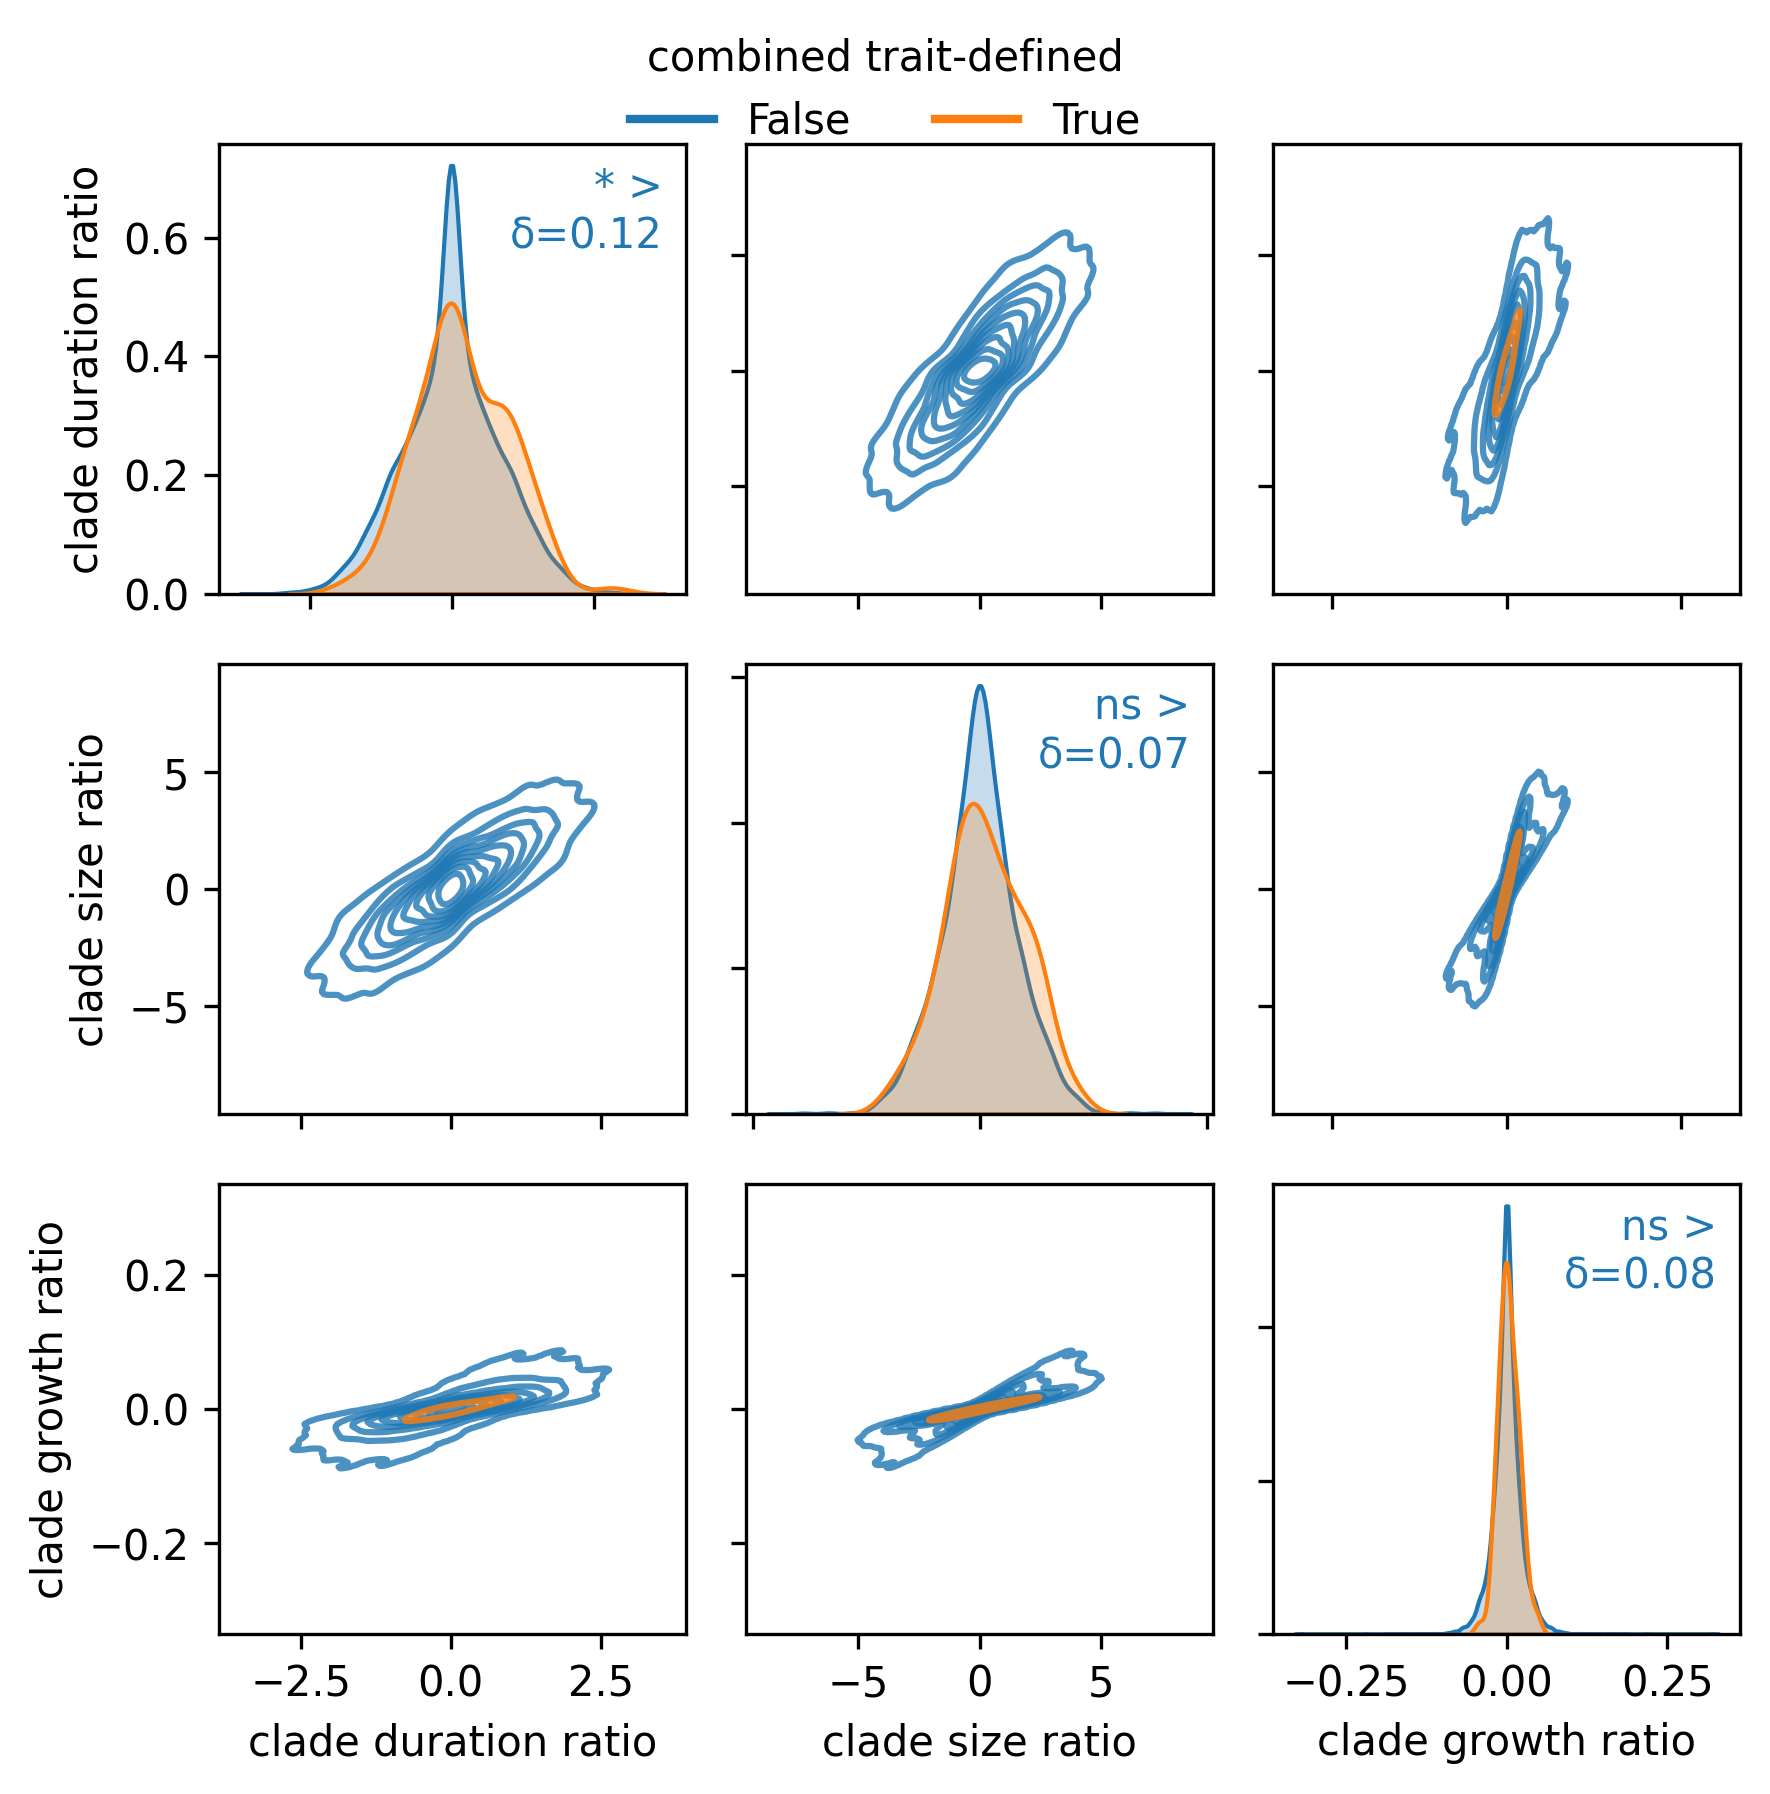 combined trait-defined
False True
clade duration ratio
0.6
0.4
0.2
0.0
* >
δ=0.12
clade size ratio
5
0
−5
ns >
δ=0.07
clade growth ratio
0.2
0.0
−0.2
ns >
δ=0.08
−2.5 0.0 2.5
−5 0 5
−0.25 0.00 0.25
clade duration ratio
clade size ratio
clade growth ratio